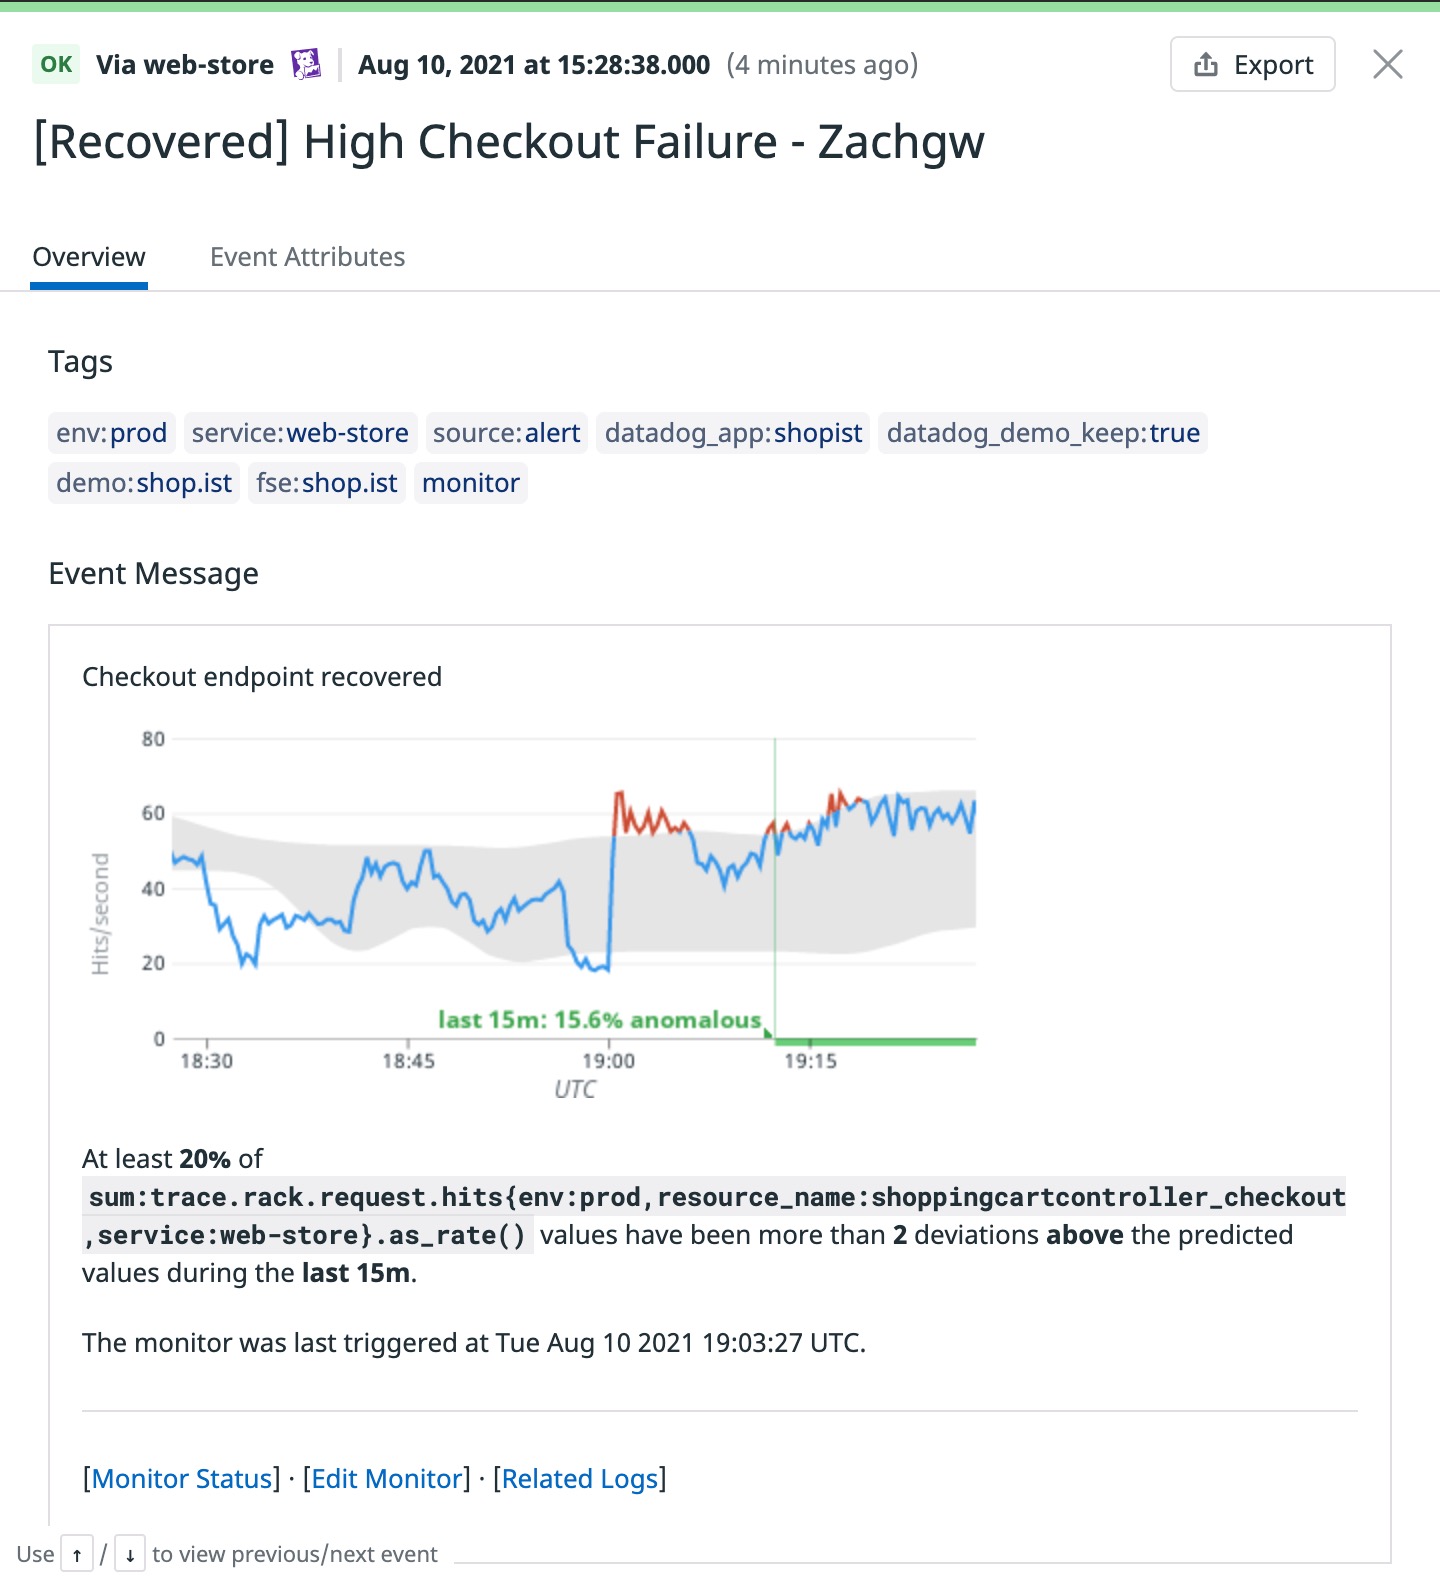 OK Via web-store Aug 10, 2021 at 15:28:38.000 (4 minutes ago) Export
[Recovered] High Checkout Failure - Zachgw
Overview Event Attributes
Tags
env:prod service:web-store source:alert datadog_app:shopist datadog_demo_keep:true
demo:shop.ist fse:shop.ist monitor
Event Message
Checkout endpoint recovered
80
60
40
20
0
Hits/second
last 15m: 15.6% anomalous
18:30 18:45 19:00 19:15
UTC
At least 20% of
sum:trace.rack.request.hits{env:prod,resource_name:shoppingcartcontroller_checkout
,service:web-store}.as_rate() values have been more than 2 deviations above the predicted
values during the last 15m.
The monitor was last triggered at Tue Aug 10 2021 19:03:27 UTC.
[Monitor Status] · [Edit Monitor] · [Related Logs]
Use ↑ / ↓ to view previous/next event